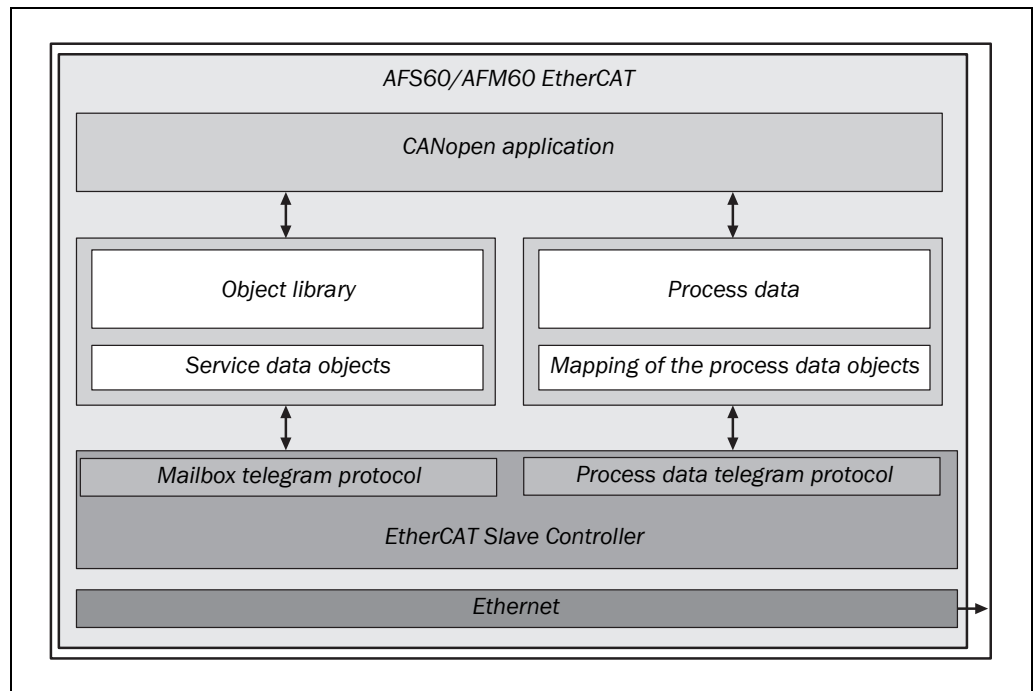 AFS60/AFM60 EtherCAT
CANopen application
Object library
Process data
Service data objects
Mapping of the process data objects
Mailbox telegram protocol
Process data telegram protocol
EtherCAT Slave Controller
Ethernet